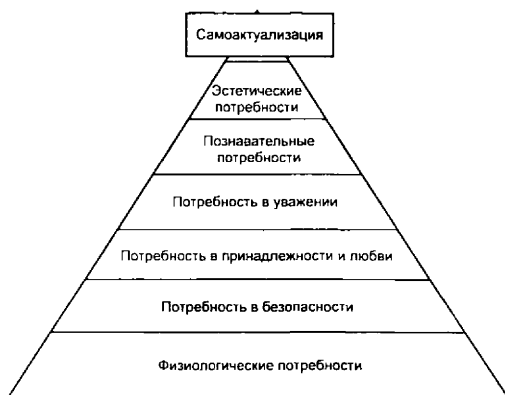 Самоактуализация
Эстетические
потребности
Познавательные
потребности
Потребность в уважении
Потребность в принадлежности и любви
Потребность в безопасности
Физиологические потребности